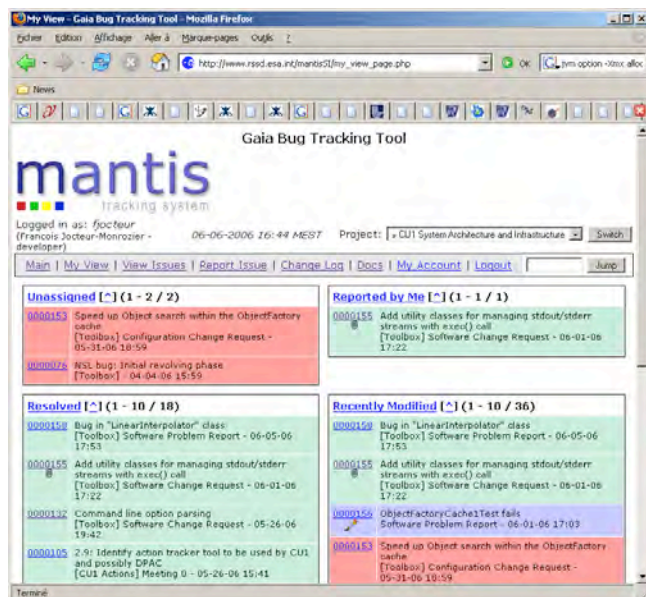 My View - Gaia Bug Tracking Tool - Mozilla Firefox
Fichier Edition Affichage Aller à Marque-pages Outils ?
http://www.rssd.esa.int/mantisSI/my_view_page.php
OK
jvm option -Xmx alloc
News
Gaia Bug Tracking Tool
mantis
tracking system
Logged in as: fjocteur
(Francois Jocteur-Monrozier -
developer)
06-06-2006 16:44 MEST
Project: » CU1 System Architecture and Infrastructure
Switch
Main | My View | View Issues | Report Issue | Change Log | Docs | My Account | Logout
Jump
Unassigned [^] (1 - 2 / 2)
0000153 Speed up Object search within the ObjectFactory
cache
[Toolbox] Configuration Change Request -
05-31-06 18:59
0000076 NSL bug: Initial revolving phase
[Toolbox] - 04-04-06 15:59
Reported by Me [^] (1 - 1 / 1)
0000155 Add utility classes for managing stdout/stderr
streams with exec() call
[Toolbox] Software Change Request - 06-01-06
17:22
Resolved [^] (1 - 10 / 18)
Bug in "LinearInterpolator" class
[Toolbox] Software Problem Report - 06-05-06
17:53
0000155 Add utility classes for managing stdout/stderr
streams with exec() call
[Toolbox] Software Change Request - 06-01-06
17:22
0000132 Command line option parsing
[Toolbox] Software Change Request - 05-26-06
19:42
0000105 2.9: Identify action tracker tool to be used by CU1
and possibly DPAC
[CU1 Actions] Meeting 0 - 05-26-06 15:41
Recently Modified [^] (1 - 10 / 36)
Bug in "LinearInterpolator" class
[Toolbox] Software Problem Report - 06-05-06
17:53
0000155 Add utility classes for managing stdout/stderr
streams with exec() call
[Toolbox] Software Change Request - 06-01-06
17:22
0000156 ObjectFactoryCache1Test fails
Software Problem Report - 06-01-06 17:03
0000153 Speed up Object search within the ObjectFactory
cache
[Toolbox] Configuration Change Request -
05-31-06 18:59
Terminé